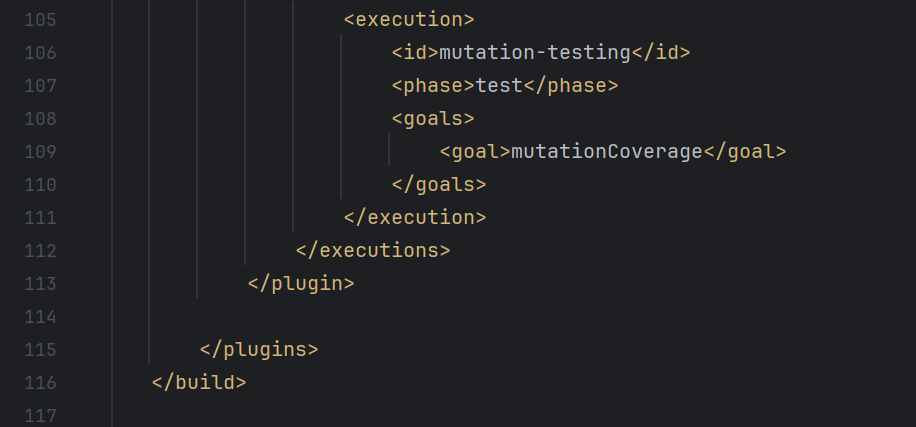 105 <execution>
106 <id>mutation-testing</id>
107 <phase>test</phase>
108 <goals>
109 <goal>mutationCoverage</goal>
110 </goals>
111 </execution>
112 </executions>
113 </plugin>
114
115 </plugins>
116 </build>
117